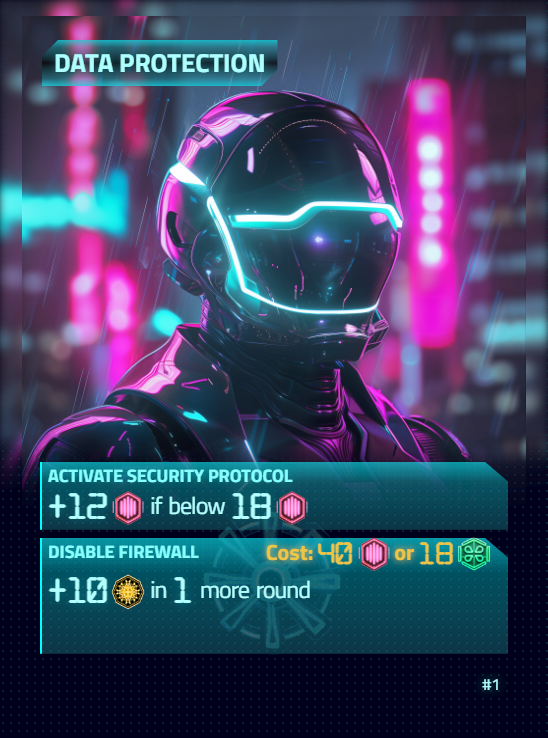 DATA PROTECTION
ACTIVATE SECURITY PROTOCOL
+12 if below 18
DISABLE FIREWALL Cost: 40 or 18
+10 in 1 more round
#1